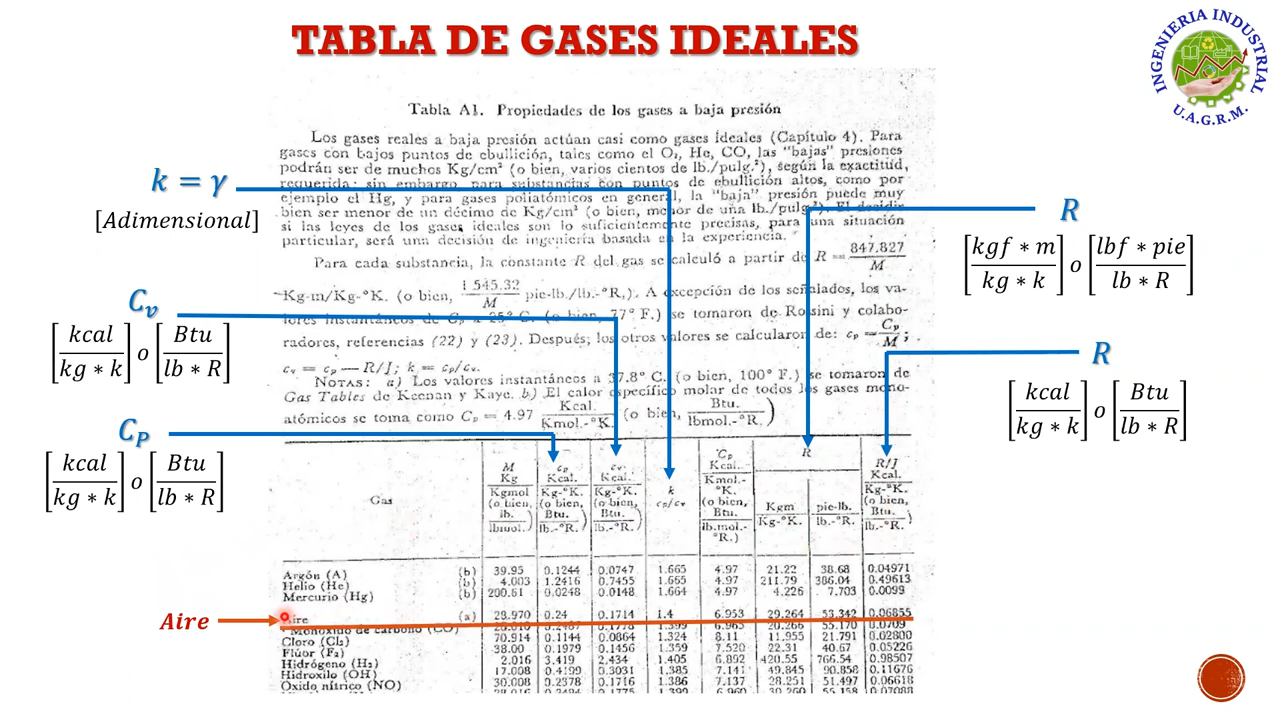 TABLA DE GASES IDEALES
INGENIERIA INDUSTRIAL
U.A.G.R.M.
Tabla A1. Propiedades de los gases a baja presión
Los gases reales a baja presión actúan casi como gases ideales (Capítulo 4). Para
gases con bajos puntos de ebullición, tales como el O₂, He, CO, las "bajas" presiones
podrán ser de muchos Kg/cm² (o bien, varios cientos de lb./pulg.²), según la exactitud,
requerida; sin embargo, para substancias con puntos de ebullición altos, como por
ejemplo el Hg, y para gases poliatómicos en general, la "baja" presión puede muy
bien ser menor de un décimo de Kg/cm² (o bien, menor de una lb./pulg²). El decidir
si las leyes de los gases ideales son lo suficientemente precisas, para una situación
particular, será una decisión de ingeniería basada en la experiencia.
Para cada substancia, la constante R del gas se calculó a partir de R = 847.827 / M
Kg-m/Kg-°K. (o bien, 1 545.32 / M pie-lb./lb.-°R,). A excepción de los señalados, los va-
lores instantáneos de Cp a 25° C. (o bien, 77° F.) se tomaron de Rossini y colabo-
radores, referencias (22) y (23). Después; los otros valores se calcularon de: cp = Cp / M ;
cv = cp — R/J; k = cp/cv.
NOTAS: a) Los valores instantáneos a 37.8° C. (o bien, 100° F.) se tomaron de
Gas Tables de Keenan y Kaye. b) El calor específico molar de todos los gases mono-
atómicos se toma como Cp = 4.97 Kcal. / Kmol.-°K. (o bien, Btu. / lbmol.-°R.)
k = γ
[Adimensional]
Cv
[kcal / kg * k] o [Btu / lb * R]
CP
[kcal / kg * k] o [Btu / lb * R]
R
[kgf * m / kg * k] o [lbf * pie / lb * R]
R
[kcal / kg * k] o [Btu / lb * R]
Gas
M Kg Kgmol (o bien, lb. lbmol.)
cp Kcal. Kg-°K. (o bien, Btu. lb.-°R.)
cv Kcal. Kg-°K. (o bien, Btu. lb.-°R.)
k cp/cv
Cp Kcal. Kmol.-°K. (o bien, Btu. lb.mol.-°R.)
R
Kgm Kg-°K.
pie-lb. lb.-°R.
R/J Kcal. Kg-°K. (o bien, Btu. lb.-°R.)
Argón (A) (b) 39.95 0.1244 0.0747 1.665 4.97 21.22 38.68 0.04971
Helio (He) (b) 4.003 1.2416 0.7455 1.665 4.97 211.79 386.04 0.49613
Mercurio (Hg) (b) 200.61 0.0248 0.0148 1.664 4.97 4.226 7.703 0.0099
Aire
Aire (a) 28.970 0.24 0.1714 1.4 6.953 29.264 53.342 0.06855
Monóxido de carbono (CO) 1.399 6.965 55.170 0.0709
Cloro (Cl₂) 70.914 0.1144 0.0864 1.324 8.11 11.955 21.791 0.02800
Flúor (F₂) 38.00 0.1979 0.1456 1.359 7.520 22.31 40.67 0.05226
Hidrógeno (H₂) 2.016 3.419 2.434 1.405 6.892 420.55 766.54 0.98507
Hidroxilo (OH) 17.008 0.4199 0.3031 1.385 7.141 49.845 90.858 0.11676
Oxido nítrico (NO) 30.008 0.2378 0.1716 1.386 7.137 28.251 51.497 0.06618